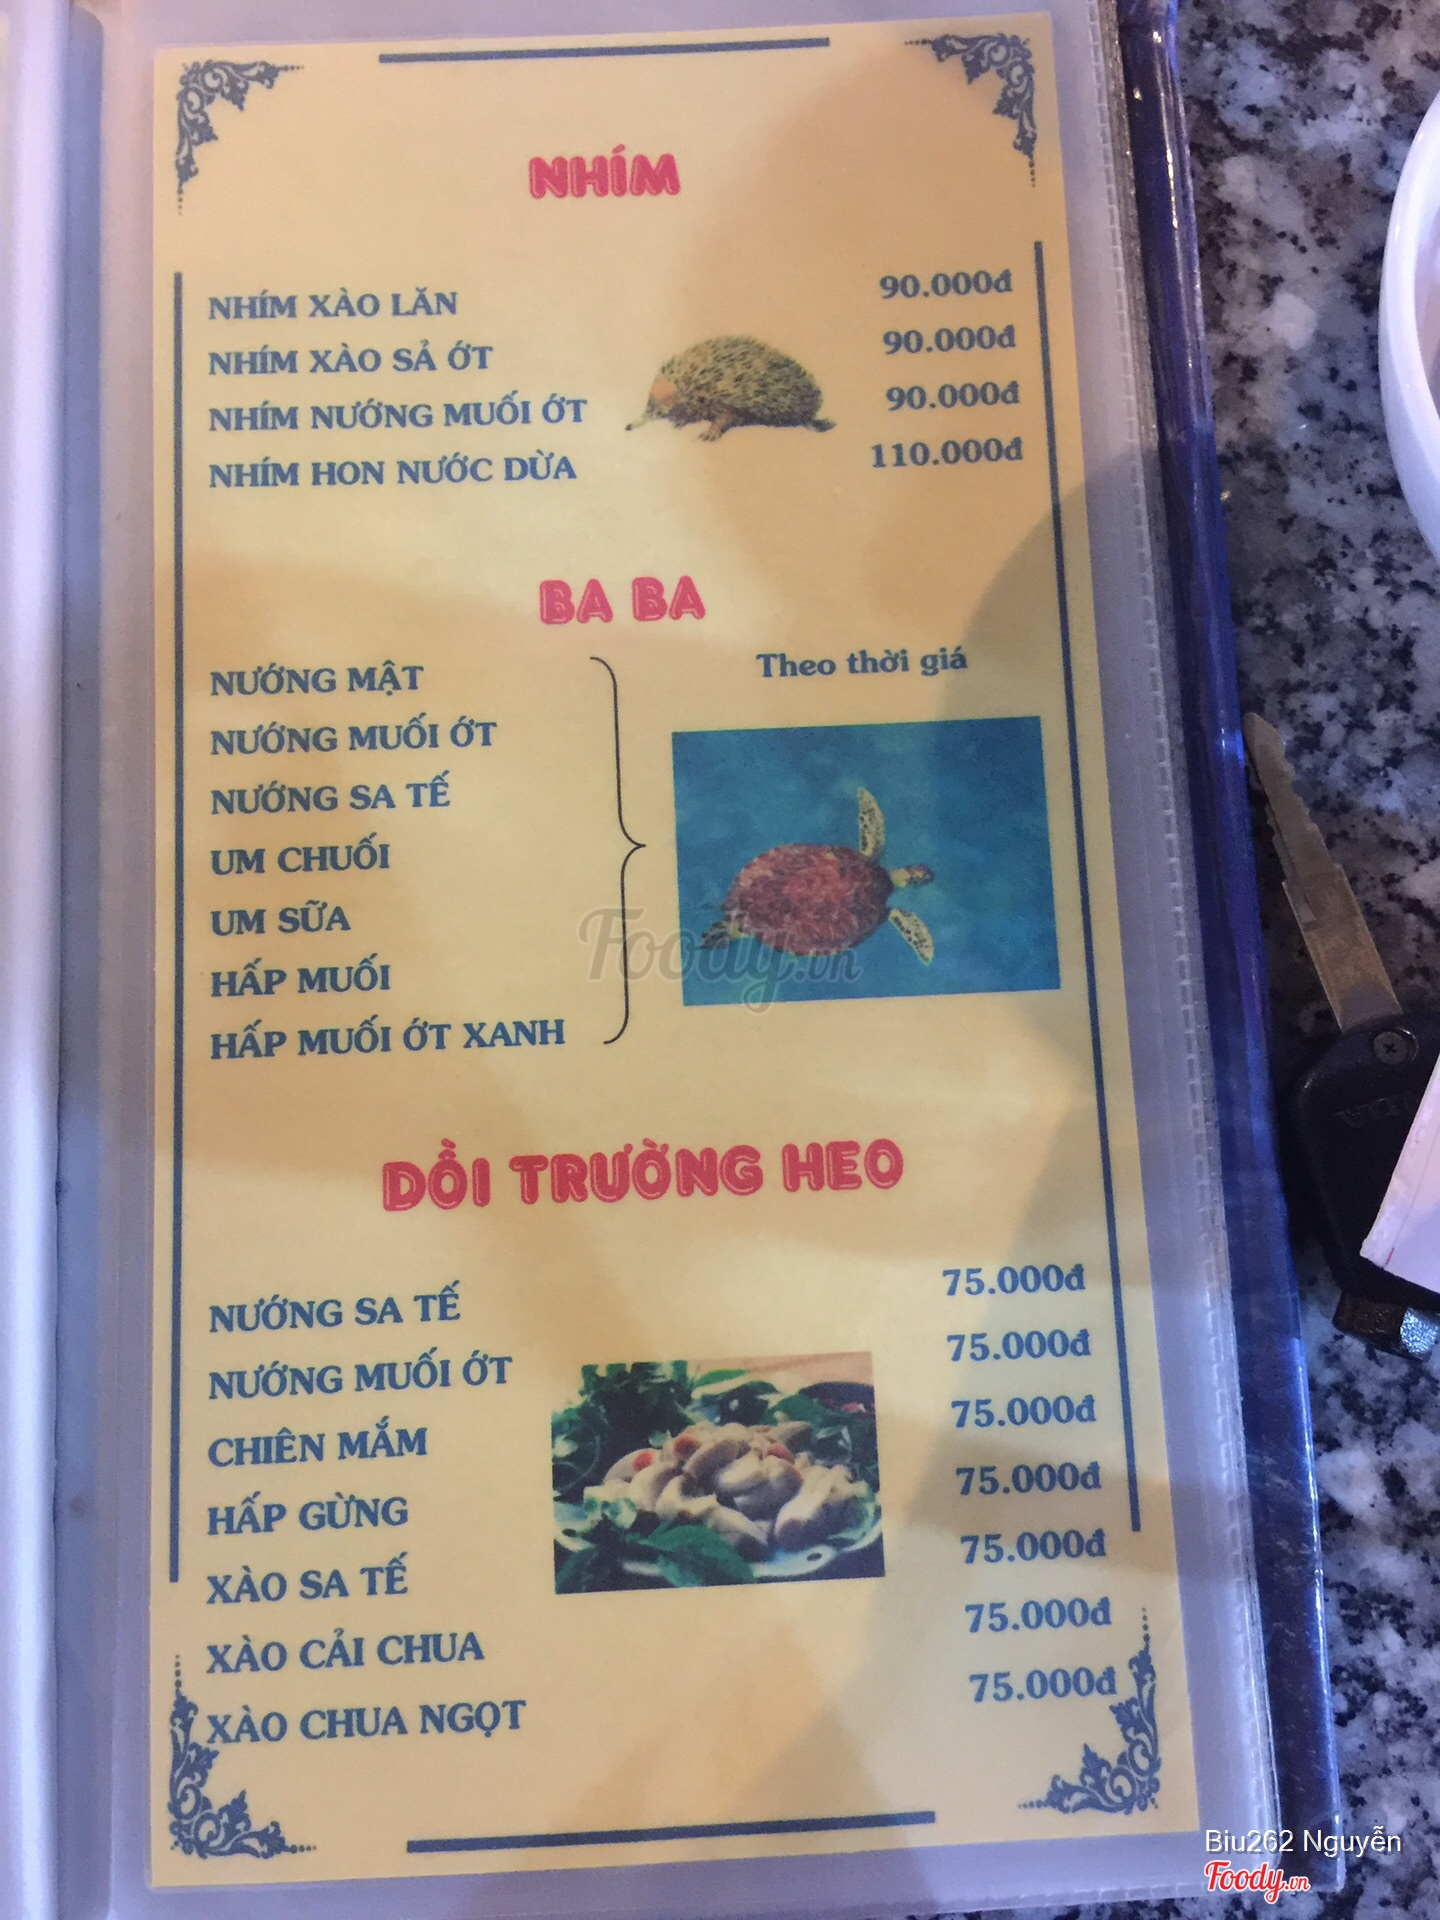 NHÍM
NHÍM XÀO LĂN 90.000đ
NHÍM XÀO SẢ ỚT 90.000đ
NHÍM NƯỚNG MUỐI ỚT 90.000đ
NHÍM HON NƯỚC DỪA 110.000đ
BA BA
Theo thời giá
NƯỚNG MẬT
NƯỚNG MUỐI ỚT
NƯỚNG SA TẾ
UM CHUỐI
UM SỮA
HẤP MUỐI
HẤP MUỐI ỚT XANH
Foody.vn
DỒI TRƯỜNG HEO
NƯỚNG SA TẾ 75.000đ
NƯỚNG MUỐI ỚT 75.000đ
CHIÊN MẮM 75.000đ
HẤP GỪNG 75.000đ
XÀO SA TẾ 75.000đ
XÀO CẢI CHUA 75.000đ
XÀO CHUA NGỌT 75.000đ
Biu262 Nguyễn
Foody.vn